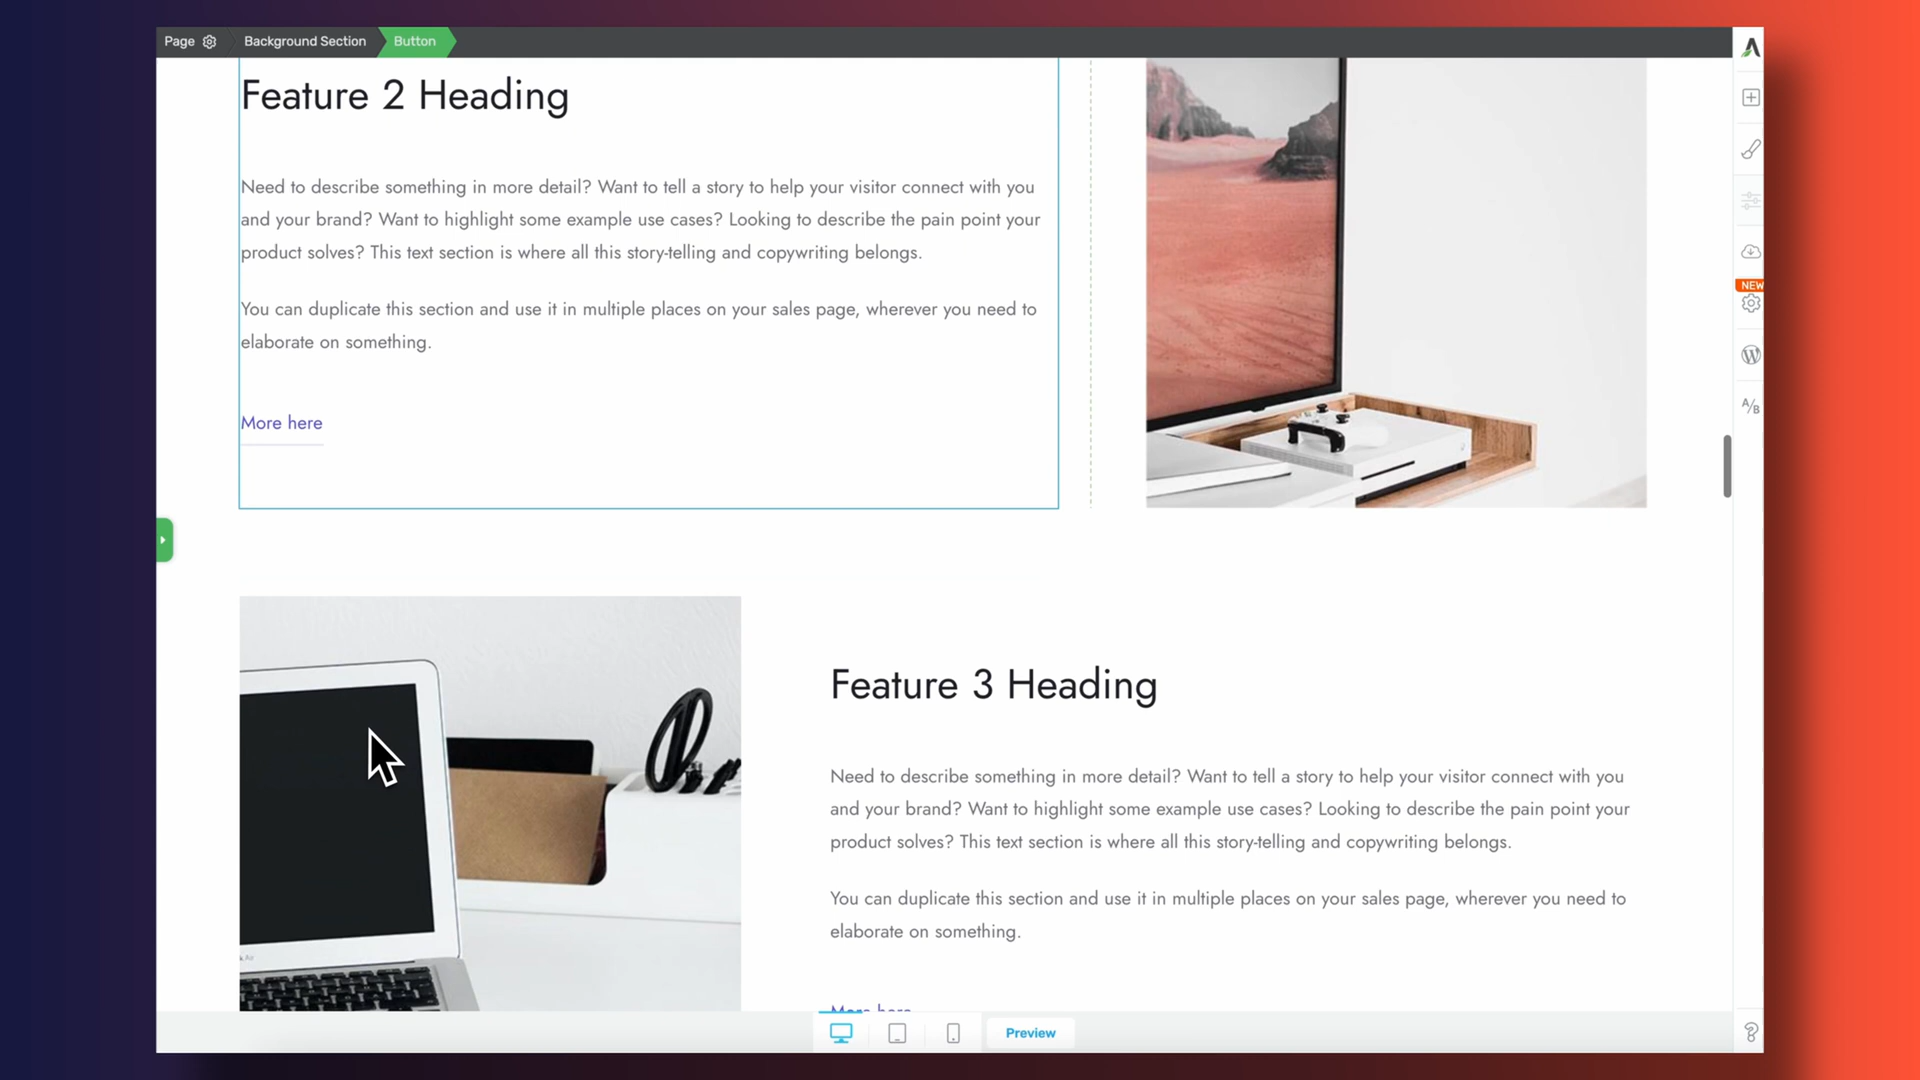 Page
Background Section
Button
Feature 2 Heading
Need to describe something in more detail? Want to tell a story to help your visitor connect with you
and your brand? Want to highlight some example use cases? Looking to describe the pain point your
product solves? This text section is where all this story-telling and copywriting belongs.
You can duplicate this section and use it in multiple places on your sales page, wherever you need to
elaborate on something.
More here
NEW
A/B
Feature 3 Heading
Need to describe something in more detail? Want to tell a story to help your visitor connect with you
and your brand? Want to highlight some example use cases? Looking to describe the pain point your
product solves? This text section is where all this story-telling and copywriting belongs.
You can duplicate this section and use it in multiple places on your sales page, wherever you need to
elaborate on something.
More here
Preview